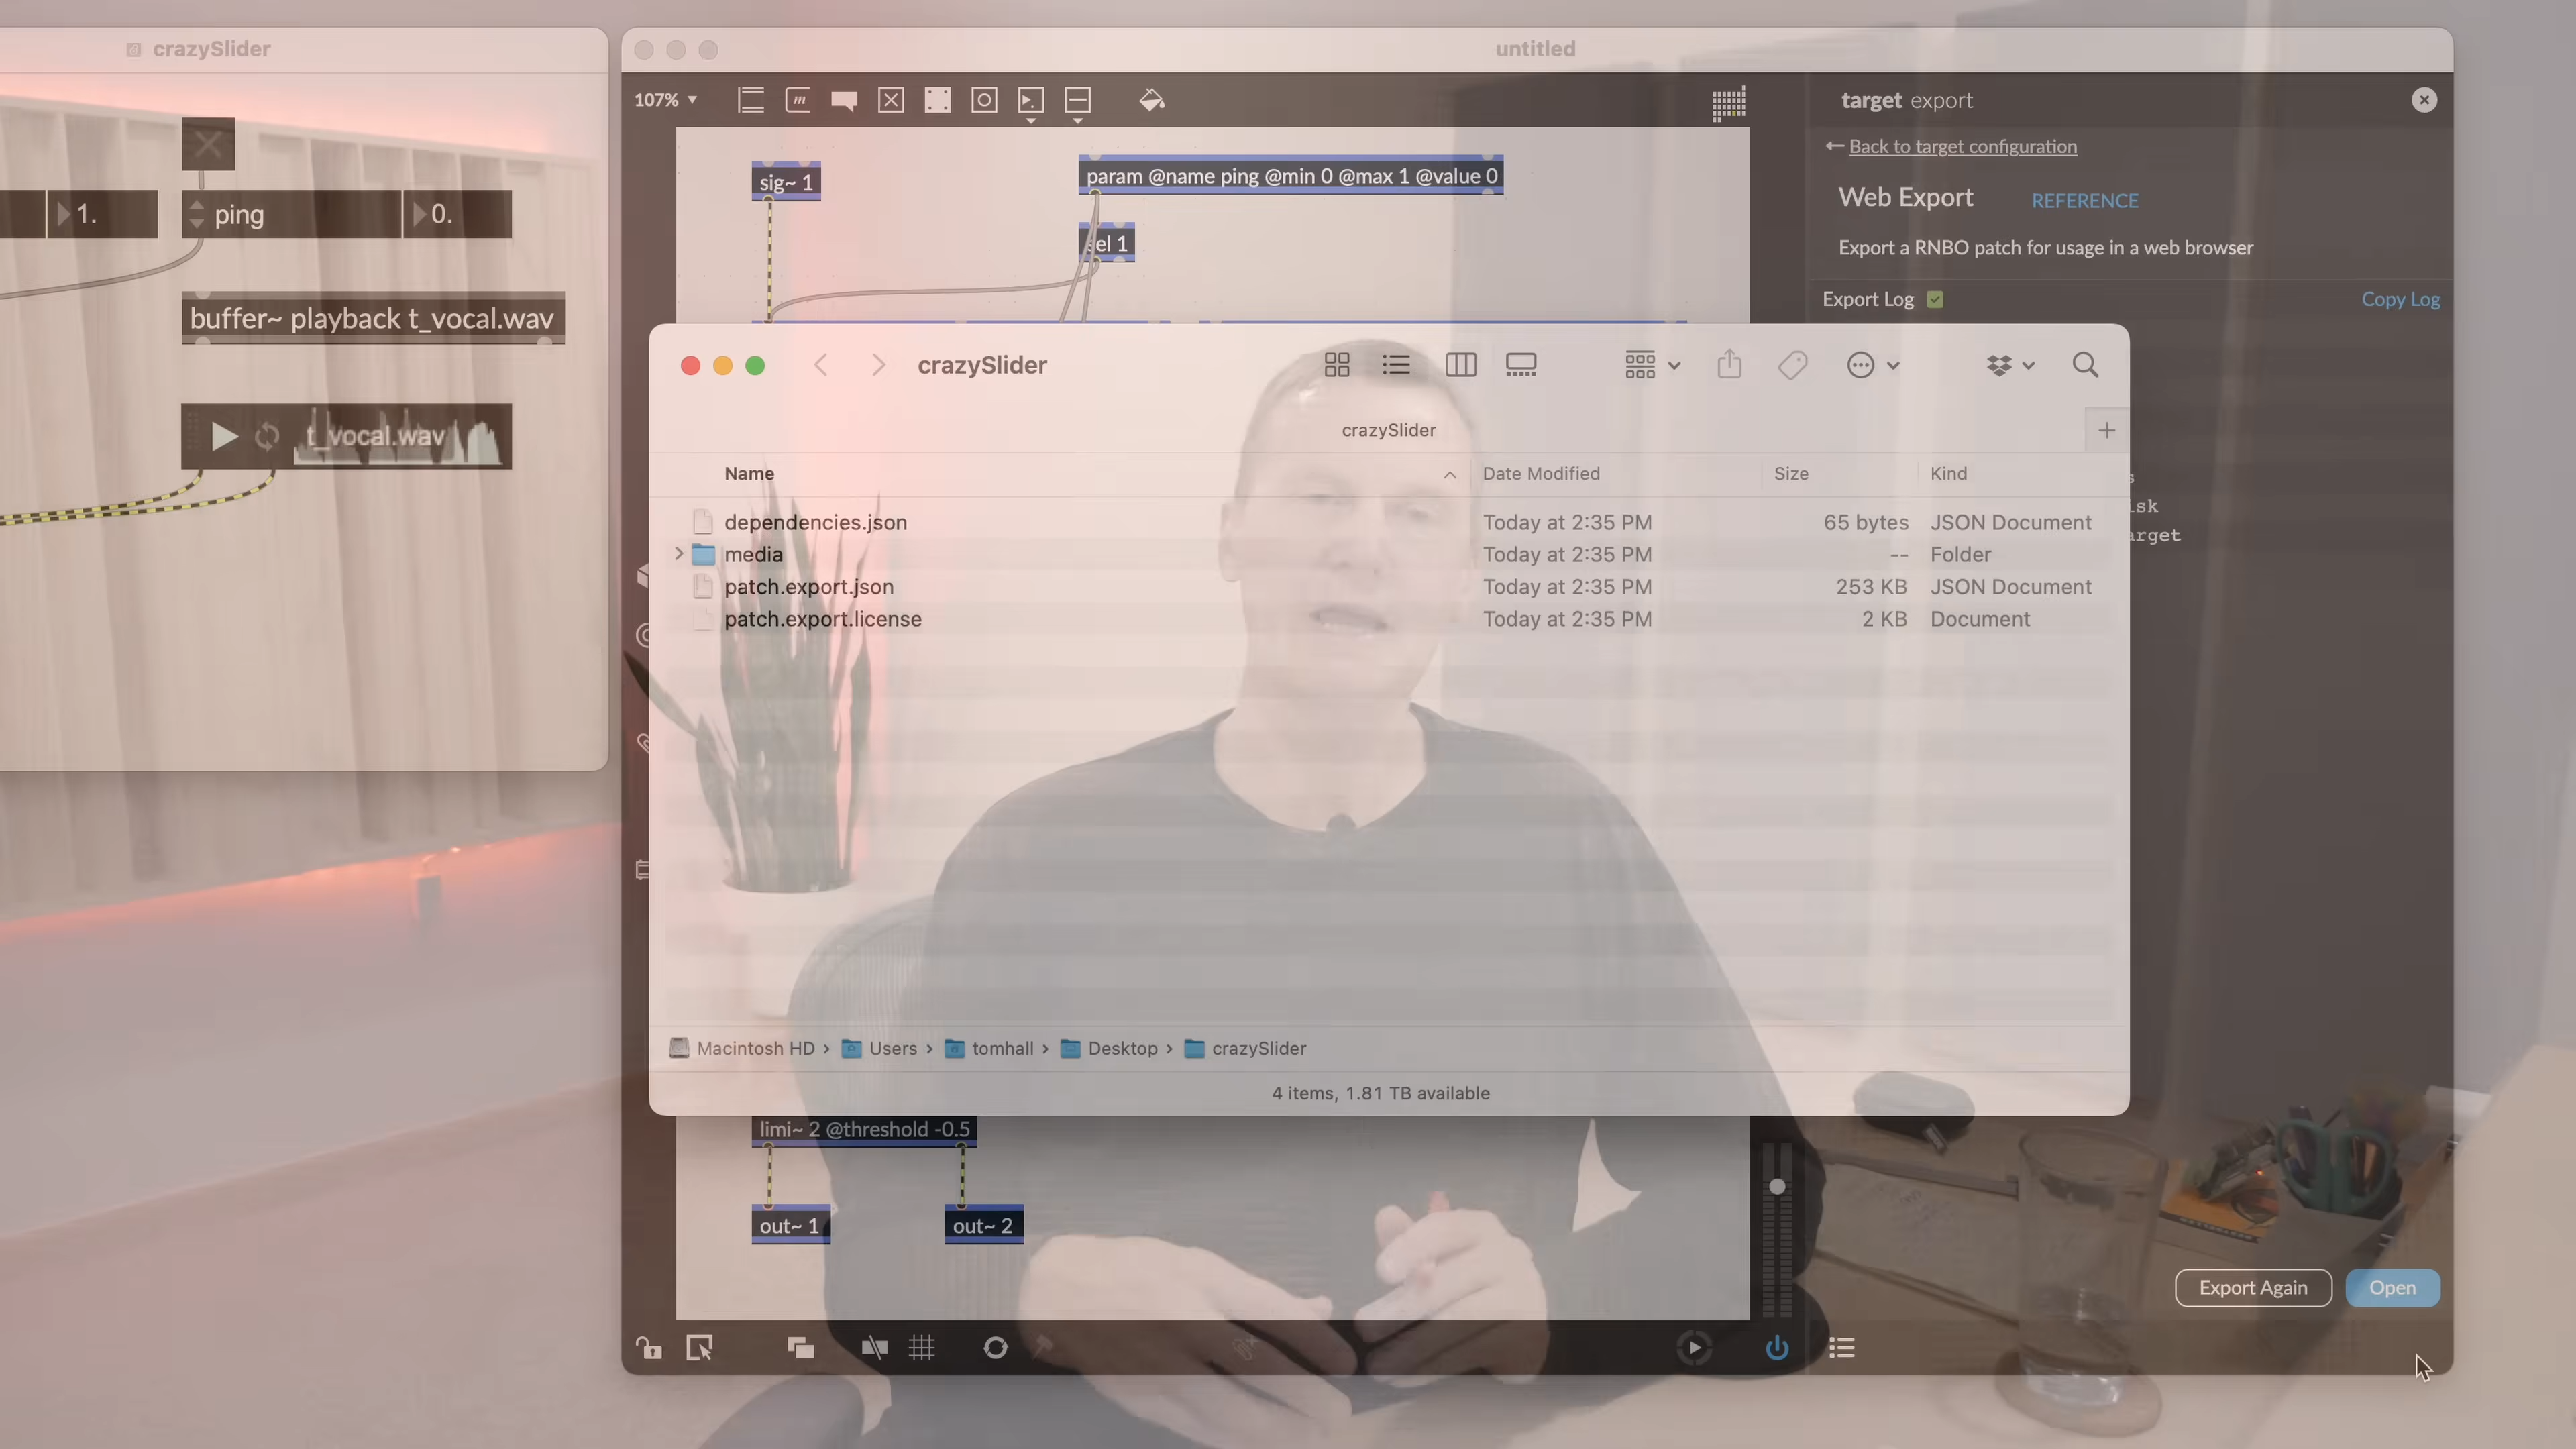 crazySlider
1.
ping
0.
buffer~ playback t_vocal.wav
t_vocal.wav
untitled
107%
sig~ 1
param @name ping @min 0 @max 1 @value 0
sel 1
target export
Back to target configuration
Web Export
REFERENCE
Export a RNBO patch for usage in a web browser
Export Log
Copy Log
crazySlider
crazySlider
Name
Date Modified
Size
Kind
dependencies.json
Today at 2:35 PM
65 bytes
JSON Document
media
Today at 2:35 PM
--
Folder
patch.export.json
Today at 2:35 PM
253 KB
JSON Document
patch.export.license
Today at 2:35 PM
2 KB
Document
Macintosh HD › Users › tomhall › Desktop › crazySlider
4 items, 1.81 TB available
limi~ 2 @threshold -0.5
out~ 1
out~ 2
Export Again
Open